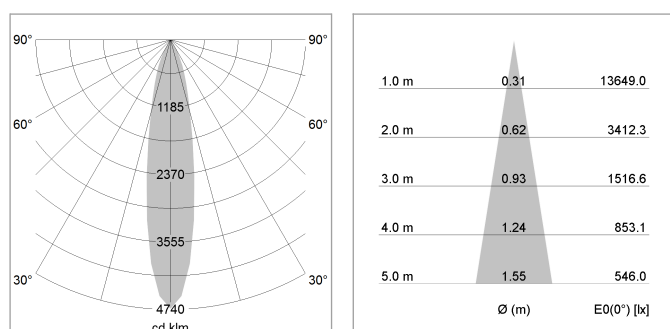 90° 90°
1185
60° 60°
2370
3555
30° 30°
4740
cd klm
1.0 m 0.31 13649.0
2.0 m 0.62 3412.3
3.0 m 0.93 1516.6
4.0 m 1.24 853.1
5.0 m 1.55 546.0
Ø (m) E0(0°) [lx]